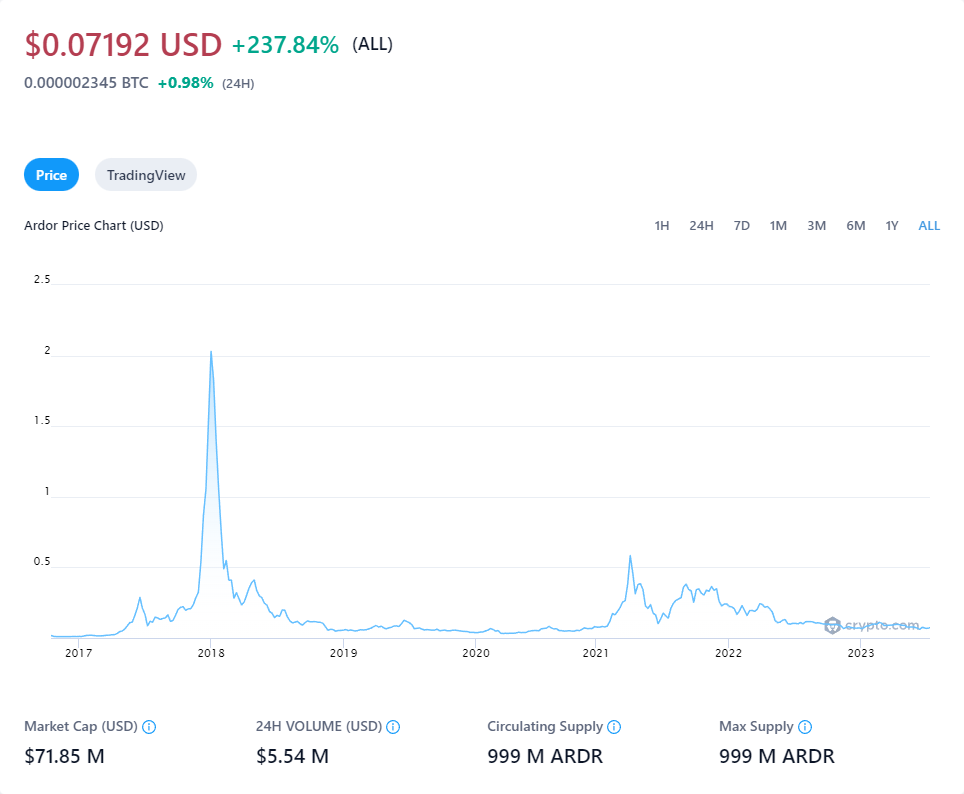 $0.07192 USD +237.84% (ALL)
0.000002345 BTC +0.98% (24H)
Price TradingView
Ardor Price Chart (USD) 1H 24H 7D 1M 3M 6M 1Y ALL
2.5
2
1.5
1
0.5
crypto.com
2017 2018 2019 2020 2021 2022 2023
Market Cap (USD) 24H VOLUME (USD) Circulating Supply Max Supply
$71.85 M $5.54 M 999 M ARDR 999 M ARDR